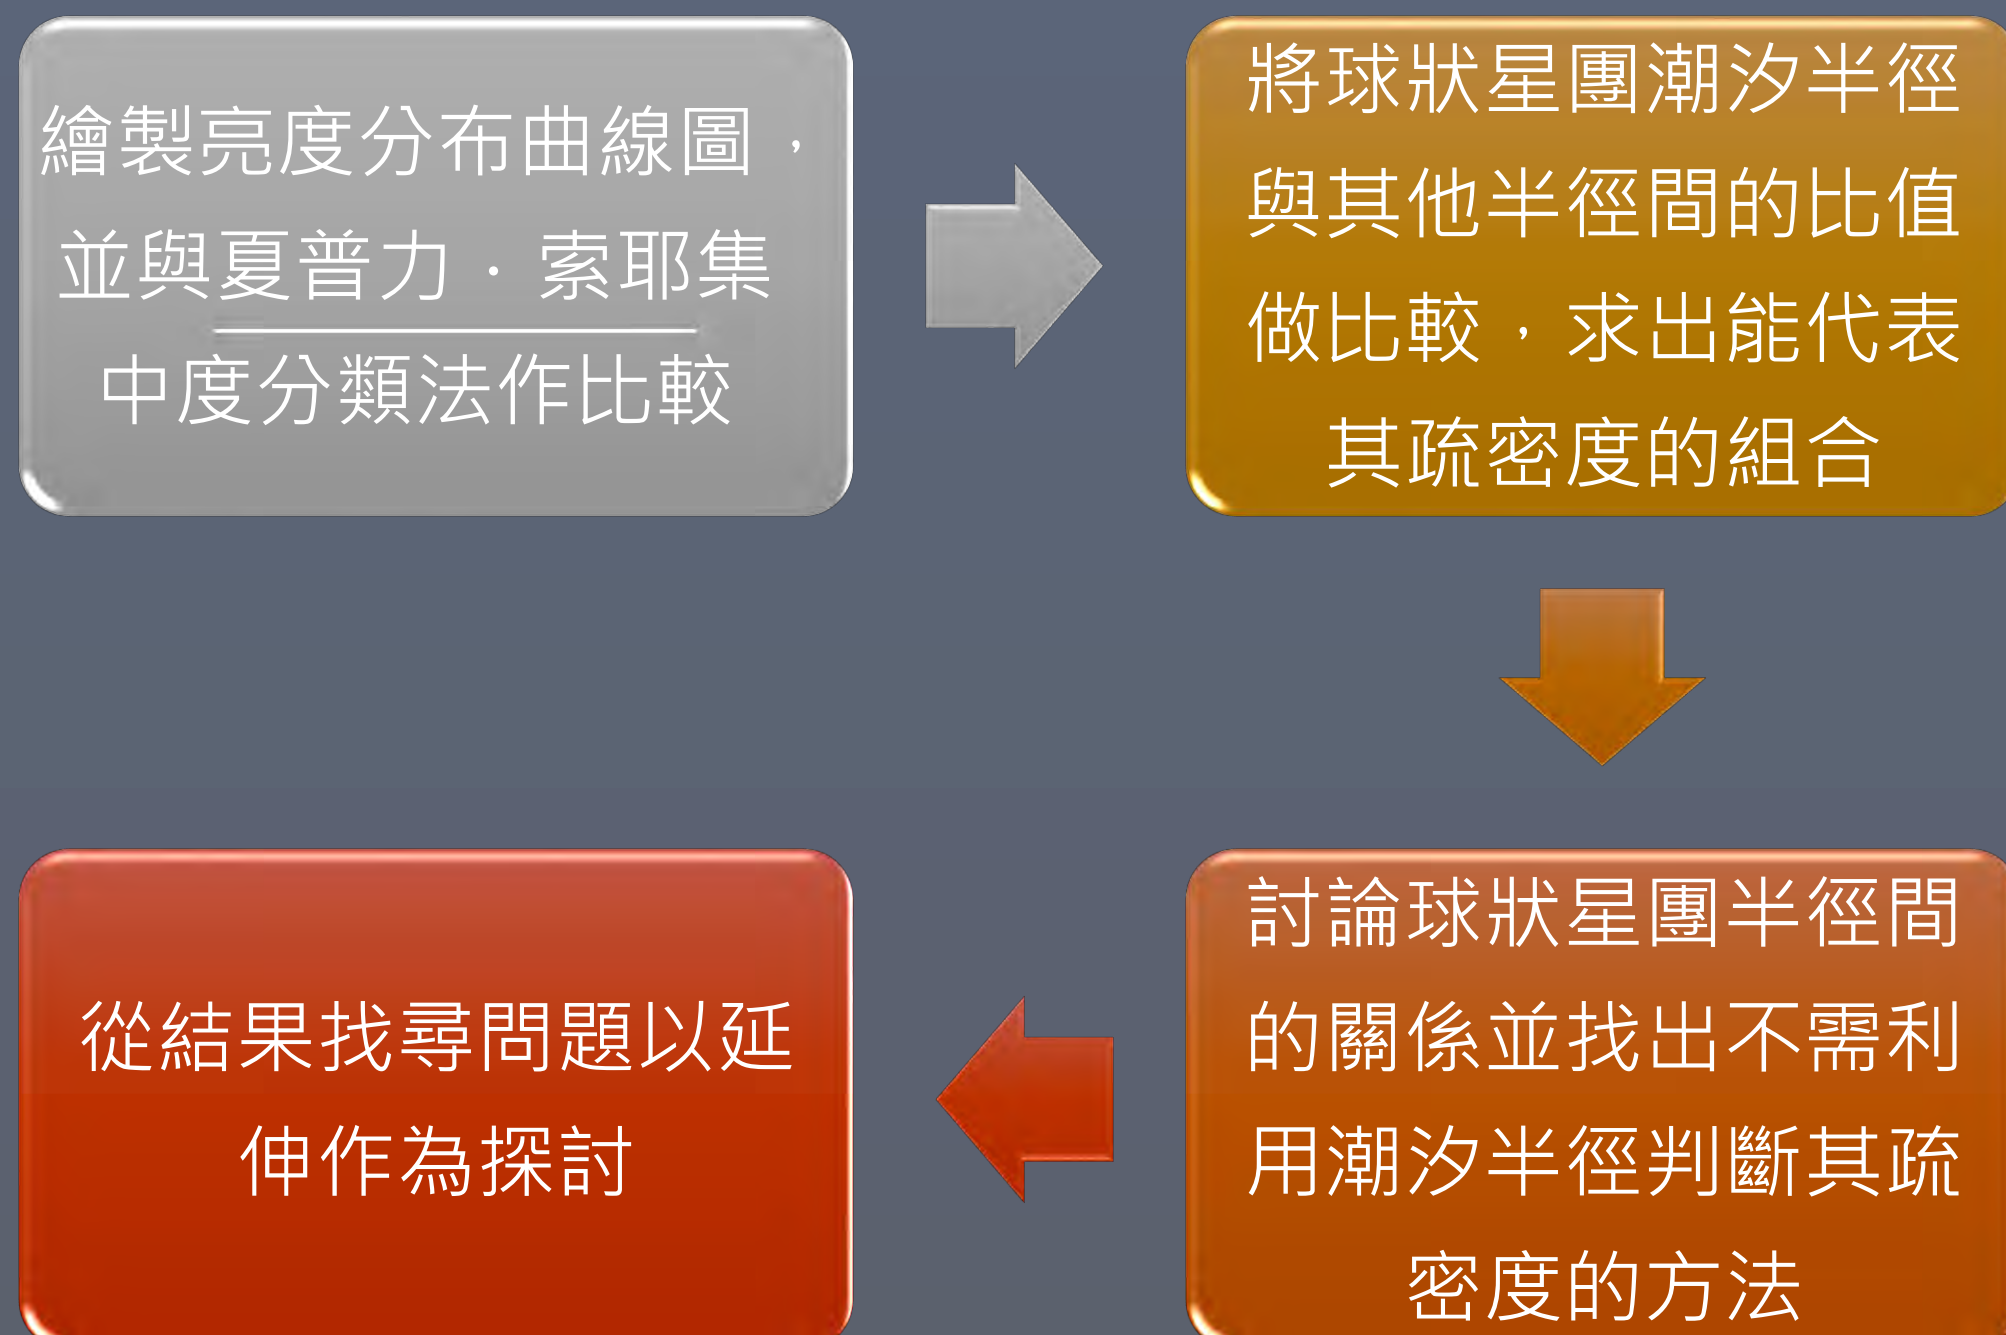 繪製亮度分布曲線圖，
並與夏普力．索耶集
中度分類法作比較
將球狀星團潮汐半徑
與其他半徑間的比值
做比較，求出能代表
其疏密度的組合
討論球狀星團半徑間
的關係並找出不需利
用潮汐半徑判斷其疏
密度的方法
從結果找尋問題以延
伸作為探討